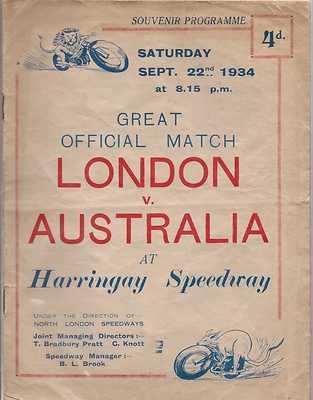 SOUVENIR PROGRAMME
4d.
SATURDAY
SEPT. 22nd 1934
at 8.15 p.m.
GREAT
OFFICIAL MATCH
LONDON
v.
AUSTRALIA
AT
Harringay Speedway
UNDER THE DIRECTION OF:—
NORTH LONDON SPEEDWAYS
Joint Managing Directors :—
T. Bradbury Pratt C. Knott
Speedway Manager :—
B. L. Brook